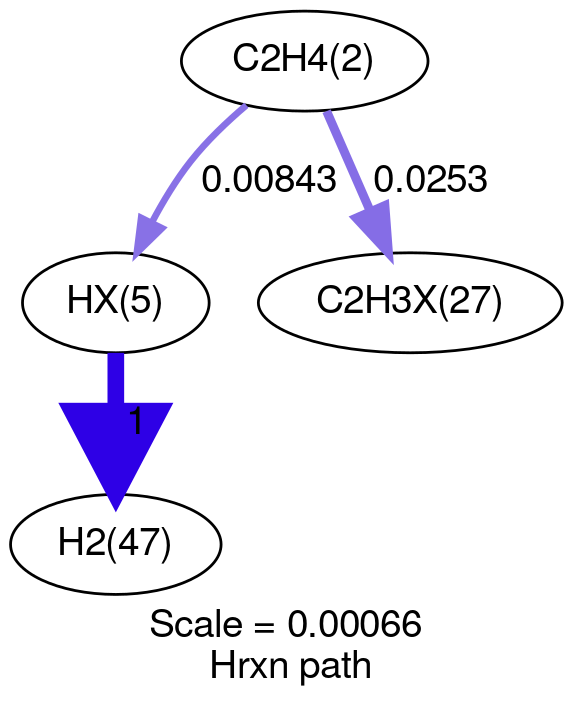 C2H4(2)
0.00843
0.0253
HX(5)
C2H3X(27)
1
H2(47)
Scale = 0.00066
Hrxn path